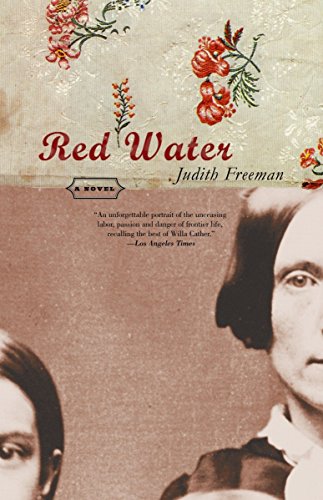 Red Water
Judith Freeman
A NOVEL
“An unforgettable portrait of the unceasing
labor, passion and danger of frontier life,
recalling the best of Willa Cather.”
—Los Angeles Times